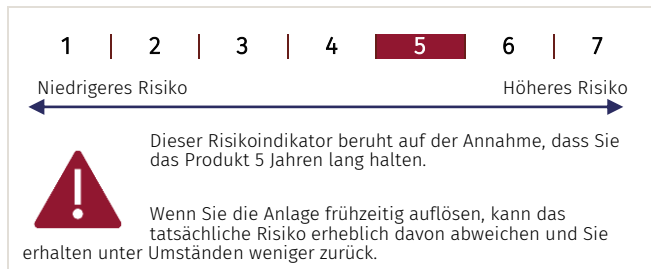 1 | 2 | 3 | 4 | 5 | 6 | 7
Niedrigeres Risiko Höheres Risiko
Dieser Risikoindikator beruht auf der Annahme, dass Sie
das Produkt 5 Jahren lang halten.
Wenn Sie die Anlage frühzeitig auflösen, kann das
tatsächliche Risiko erheblich davon abweichen und Sie
erhalten unter Umständen weniger zurück.